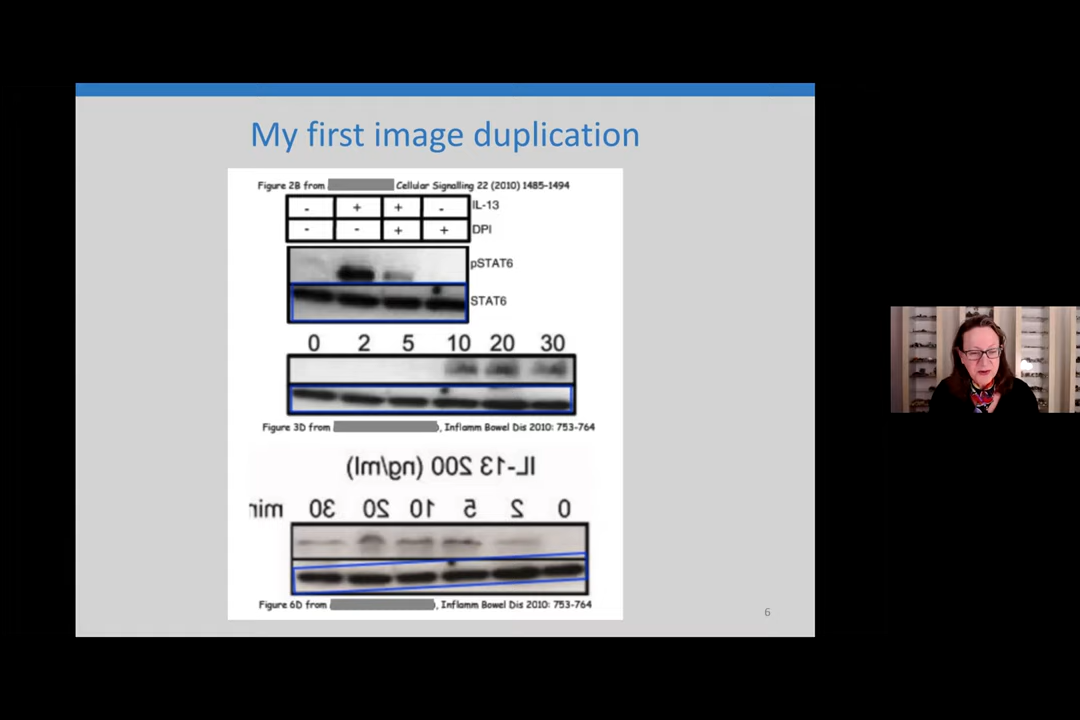 My first image duplication
Figure 2B from Cellular Signalling 22 (2010) 1485-1494
- + + - IL-13
- - + + DPI
pSTAT6
STAT6
0 2 5 10 20 30
Figure 3D from , Inflamm Bowel Dis 2010: 753-764
IL-13 200 (ng/ml)
min 30 20 10 5 2 0
Figure 6D from , Inflamm Bowel Dis 2010: 753-764
6